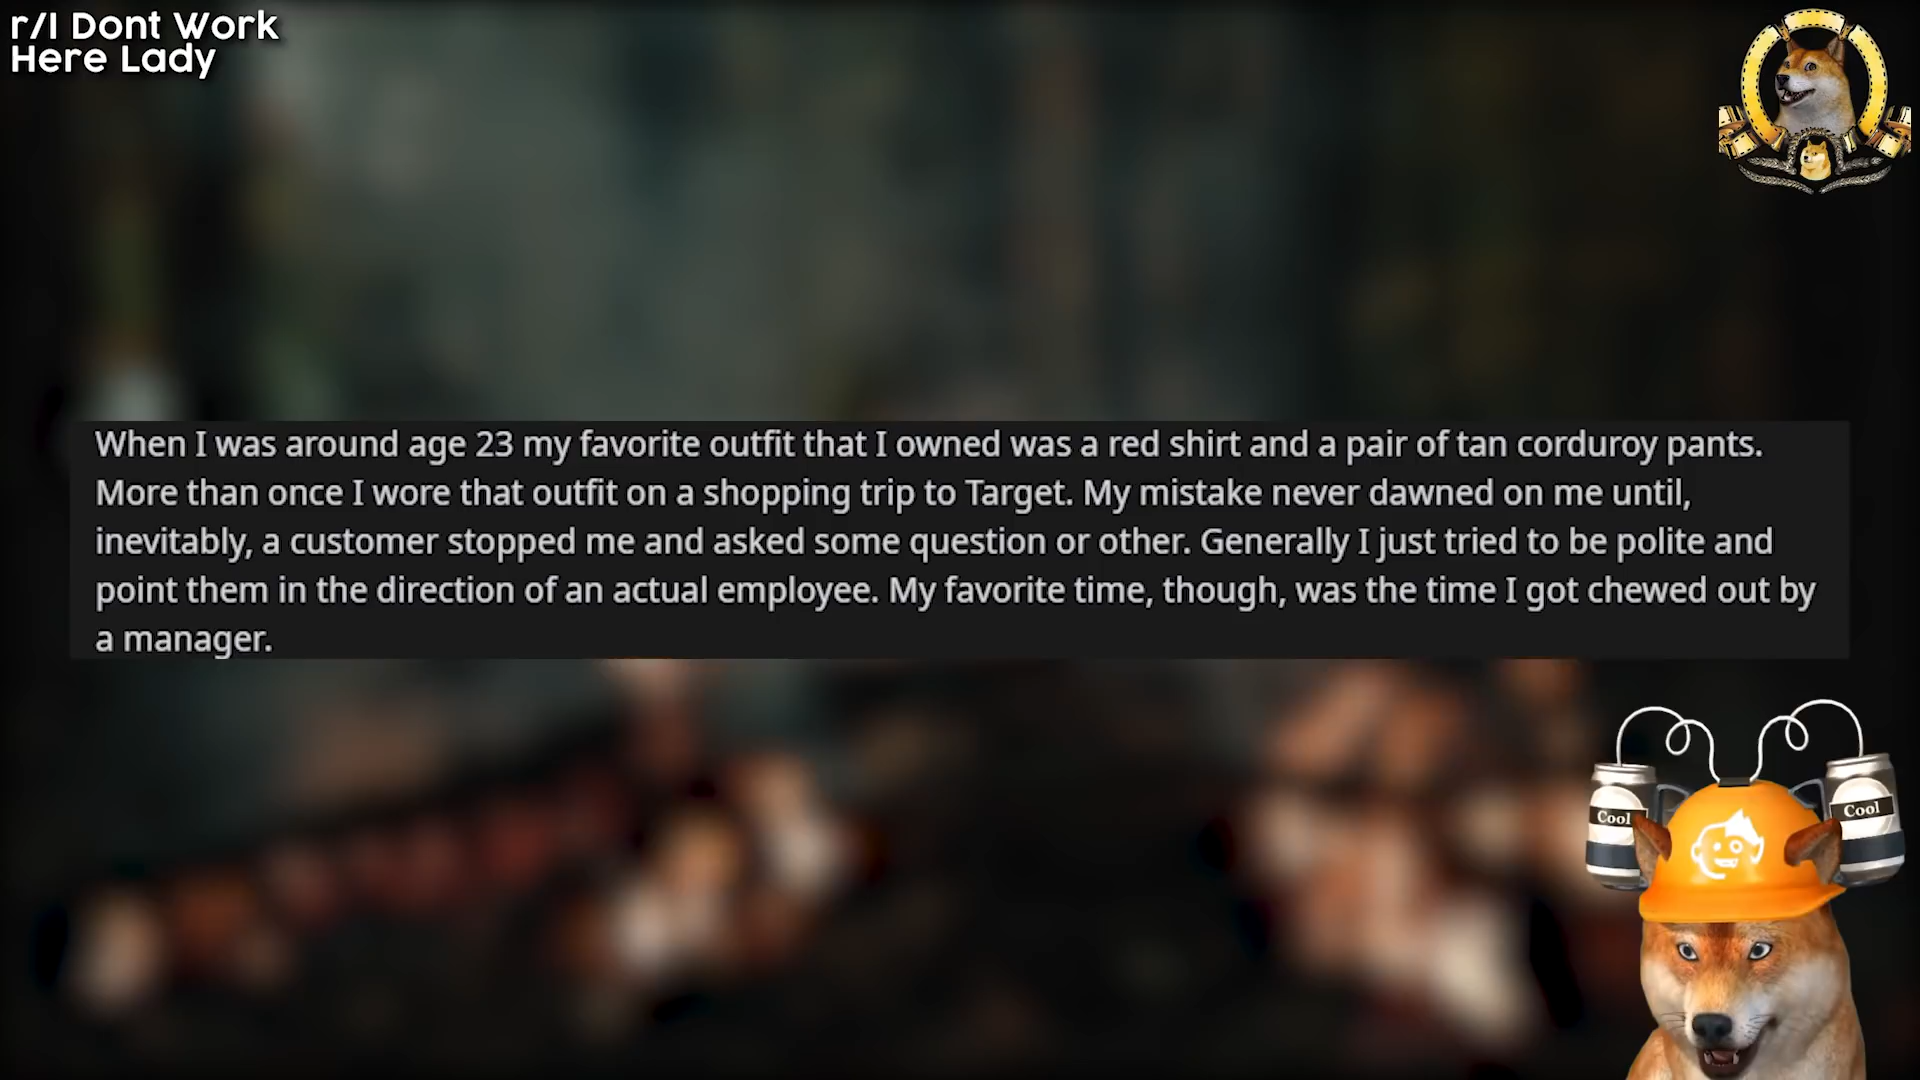 r/I Dont Work
Here Lady
When I was around age 23 my favorite outfit that I owned was a red shirt and a pair of tan corduroy pants.
More than once I wore that outfit on a shopping trip to Target. My mistake never dawned on me until,
inevitably, a customer stopped me and asked some question or other. Generally I just tried to be polite and
point them in the direction of an actual employee. My favorite time, though, was the time I got chewed out by
a manager.
Cool
Cool